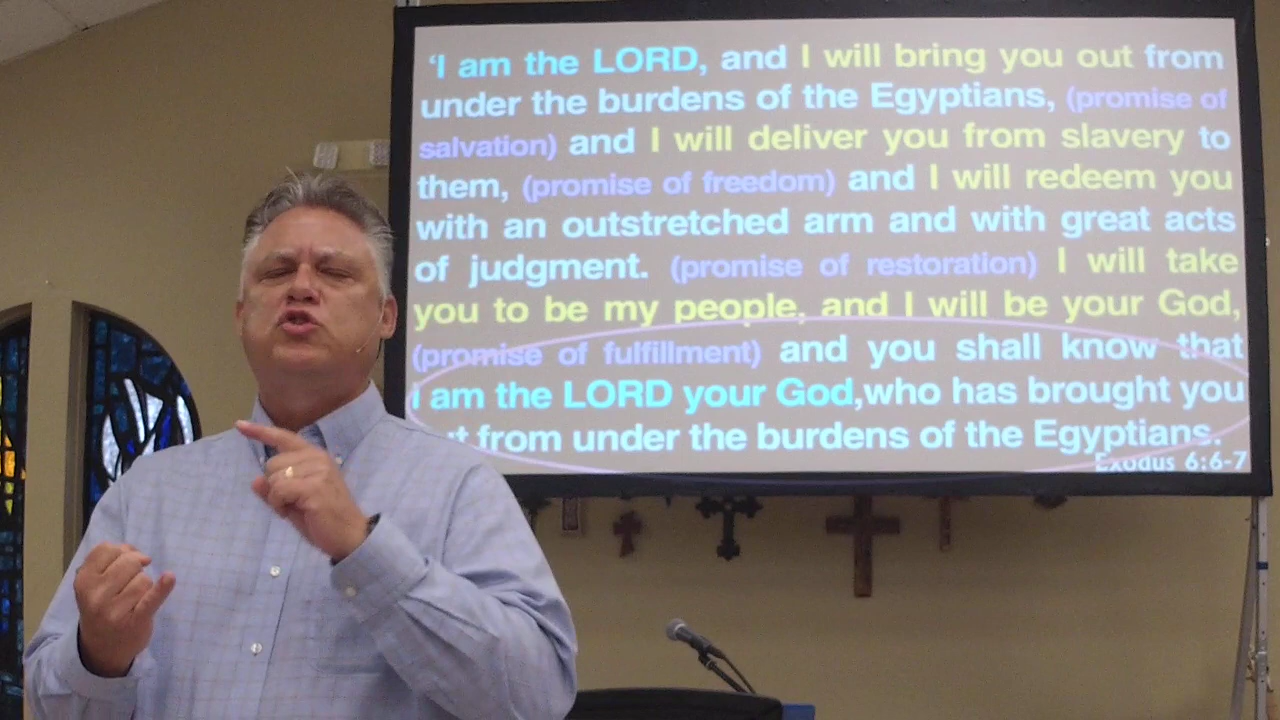 ‘I am the LORD, and I will bring you out from
under the burdens of the Egyptians, (promise of
salvation) and I will deliver you from slavery to
them, (promise of freedom) and I will redeem you
with an outstretched arm and with great acts
of judgment. (promise of restoration) I will take
you to be my people, and I will be your God,
(promise of fulfillment) and you shall know that
I am the LORD your God,who has brought you
from under the burdens of the Egyptians.
Exodus 6:6-7